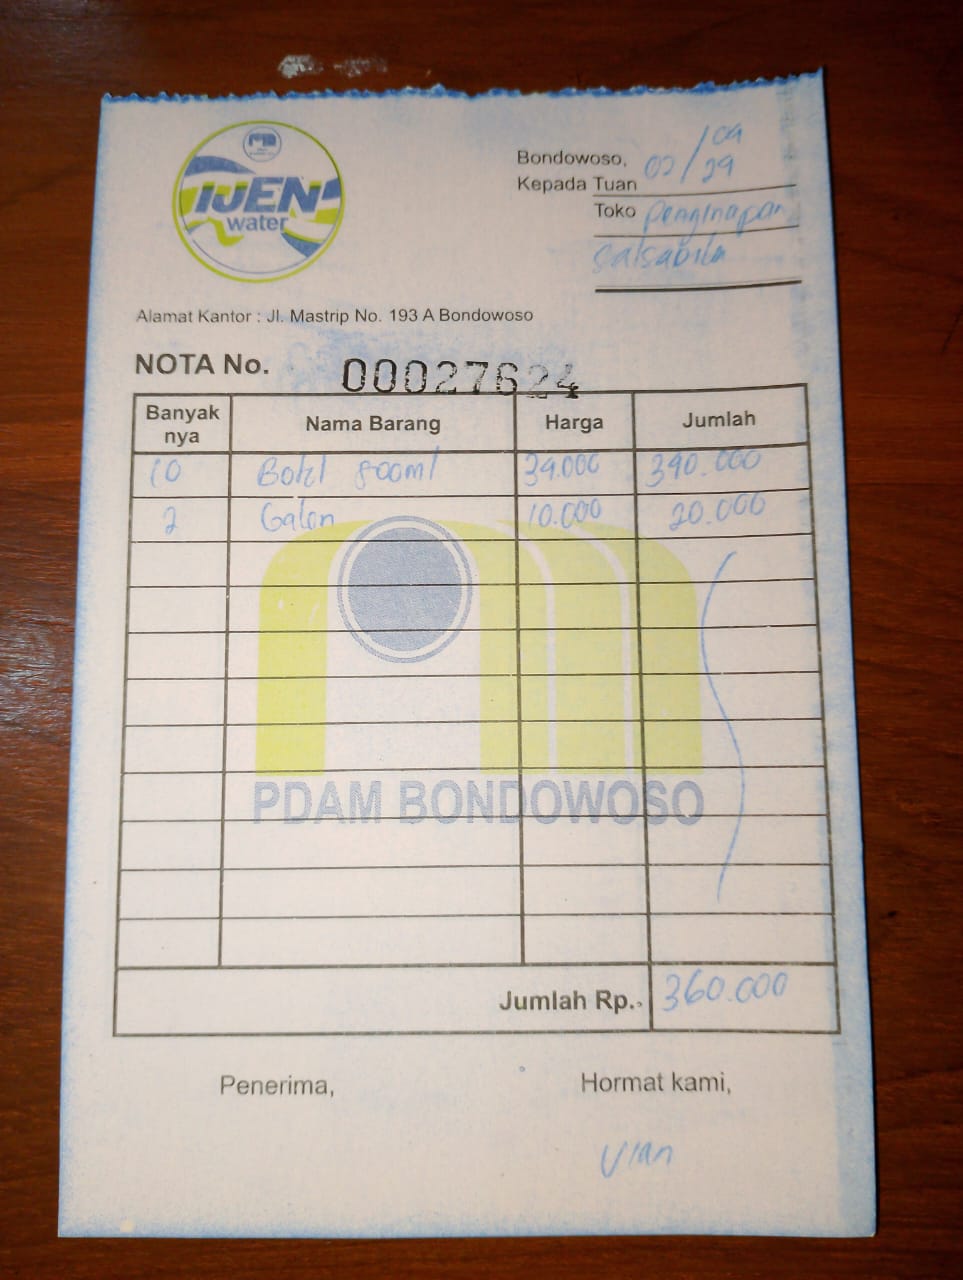 IJEN
water
Bondowoso, 02/04
24
Kepada Tuan
Toko Penginapan
Salsabila
Alamat Kantor : Jl. Mastrip No. 193 A Bondowoso
NOTA No. 00027624
Banyak nya Nama Barang Harga Jumlah
10 Botol 34.000 340.000
2 Galon 10.000 20.000
PDAM BONDOWOSO
Jumlah Rp. 360.000
Penerima, Hormat kami,
Vian